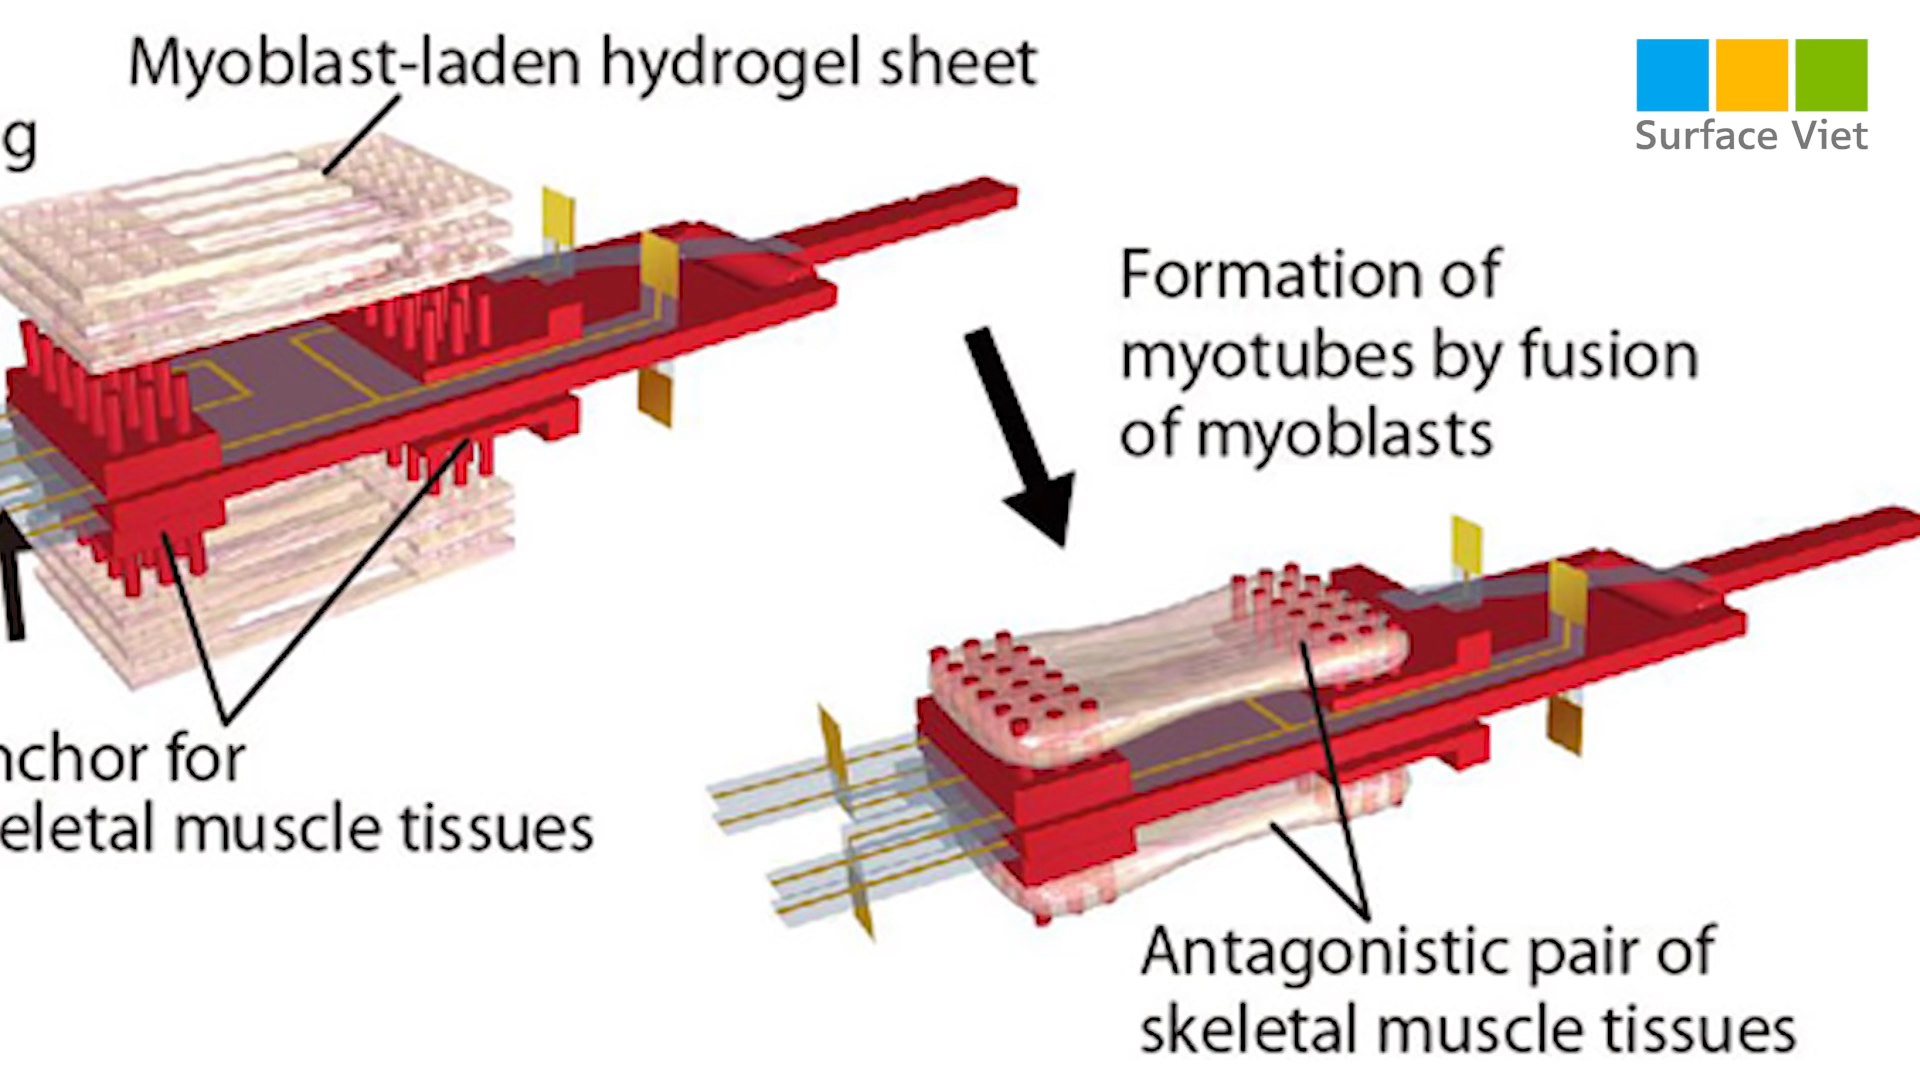 Myoblast-laden hydrogel sheet
g
Surface Viet
Formation of
myotubes by fusion
of myoblasts
nchor for
eletal muscle tissues
Antagonistic pair of
skeletal muscle tissues